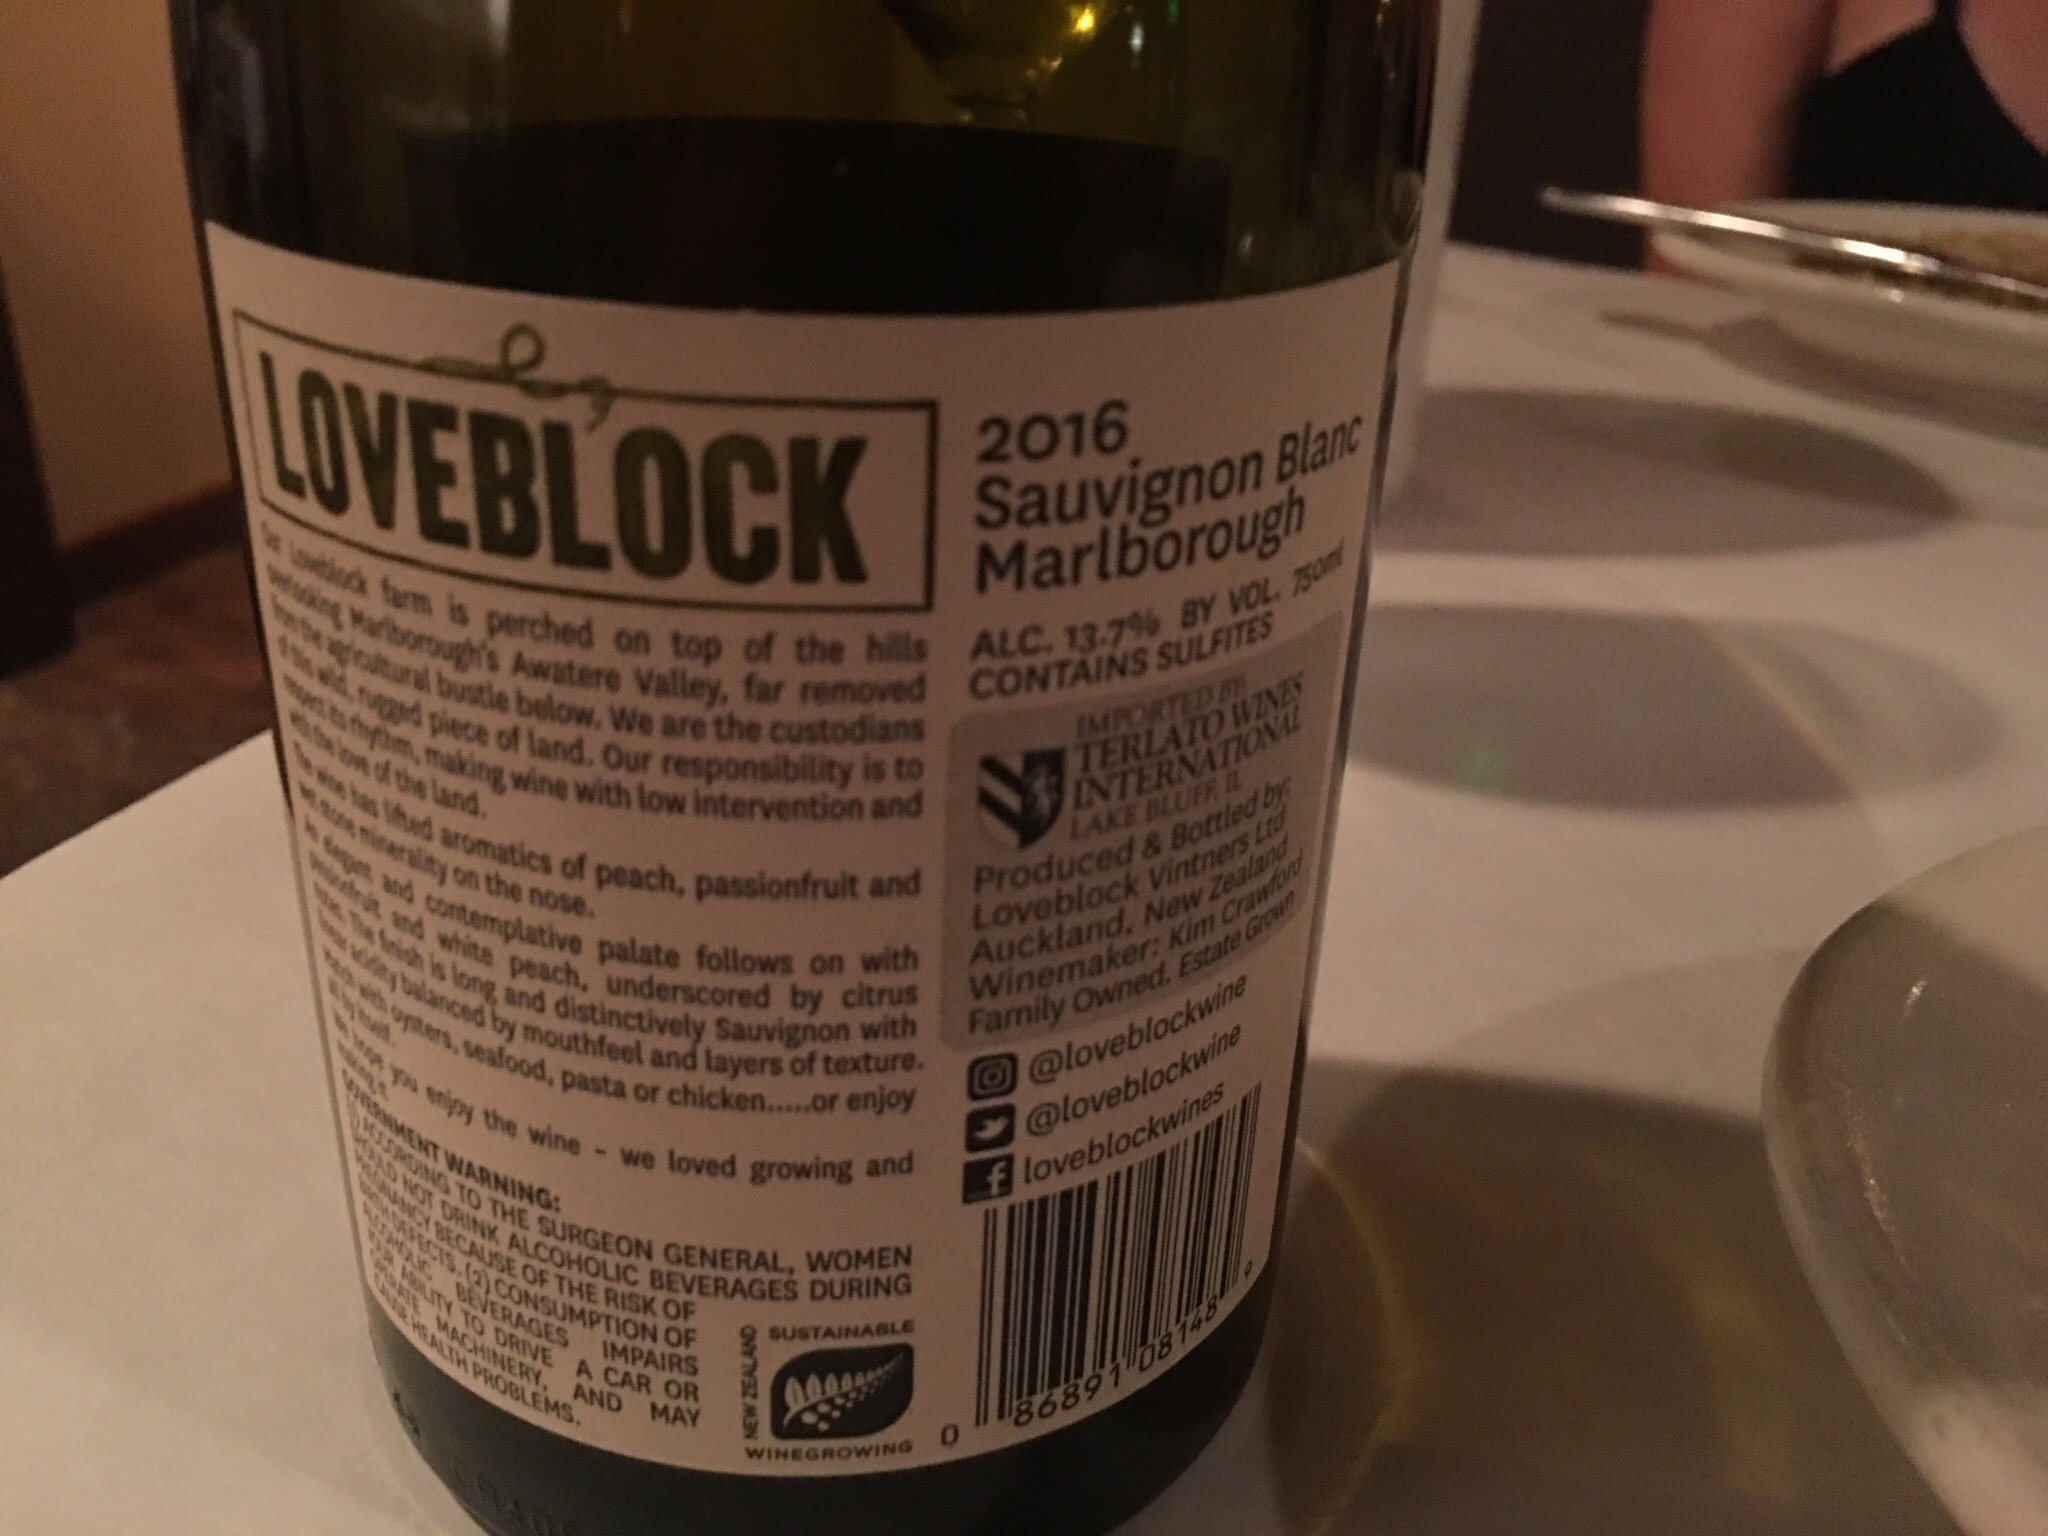 LOVEBLOCK
Our Loveblock farm is perched on top of the hills
overlooking Marlborough's Awatere Valley, far removed
from the agricultural bustle below. We are the custodians
of this wild, rugged piece of land. Our responsibility is to
respect its rhythm, making wine with low intervention and
with the love of the land.
The wine has lifted aromatics of peach, passionfruit and
wet stone minerality on the nose.
An elegant and contemplative palate follows on with
passionfruit and white peach, underscored by citrus
notes. The finish is long and distinctively Sauvignon with
linear acidity balanced by mouthfeel and layers of texture.
Match with oysters, seafood, pasta or chicken.....or enjoy
it by itself.
We hope you enjoy the wine - we loved growing and
making it.
GOVERNMENT WARNING:
(1) ACCORDING TO THE SURGEON GENERAL, WOMEN
SHOULD NOT DRINK ALCOHOLIC BEVERAGES DURING
PREGNANCY BECAUSE OF THE RISK OF
BIRTH DEFECTS. (2) CONSUMPTION OF
ALCOHOLIC BEVERAGES IMPAIRS
YOUR ABILITY TO DRIVE A CAR OR
OPERATE MACHINERY, AND MAY
CAUSE HEALTH PROBLEMS.
SUSTAINABLE
NEW ZEALAND
WINEGROWING
2016
Sauvignon Blanc
Marlborough
ALC. 13.7% BY VOL. 750ml
CONTAINS SULFITES
IMPORTED BY
TERLATO WINES
INTERNATIONAL
LAKE BLUFF, IL
Produced & Bottled by:
Loveblock Vintners Ltd
Auckland, New Zealand
Winemaker: Kim Crawford
Family Owned. Estate Grown
@loveblockwine
@loveblockwine
loveblockwines
0 86891 08148 9